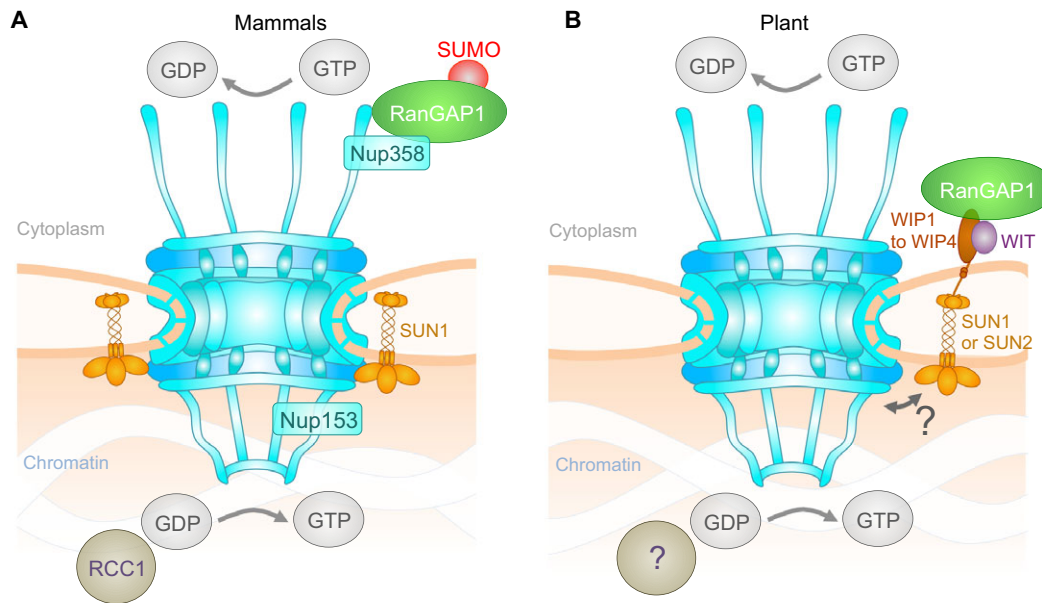 A
Mammals
GDP
GTP
SUMO
RanGAP1
Nup358
Cytoplasm
SUN1
Nup153
Chromatin
GDP
GTP
RCC1
B
Plant
GDP
GTP
RanGAP1
WIP1
to WIP4
WIT
Cytoplasm
SUN1
or SUN2
?
Chromatin
GDP
GTP
?